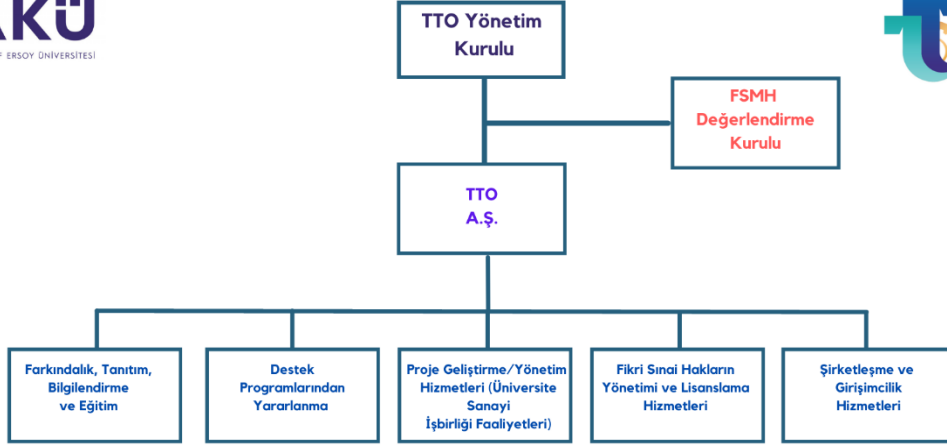 AKÜ
F ERSOY ÜNİVERSİTESİ
TTO Yönetim
Kurulu
FSMH
Değerlendirme
Kurulu
TTO
A.Ş.
Farkındalık, Tanıtım,
Bilgilendirme
ve Eğitim
Destek
Programlarından
Yararlanma
Proje Geliştirme/Yönetim
Hizmetleri (Üniversite
Sanayi
İşbirliği Faaliyetleri)
Fikri Sınai Hakların
Yönetimi ve Lisanslama
Hizmetleri
Şirketleşme ve
Girişimcilik
Hizmetleri